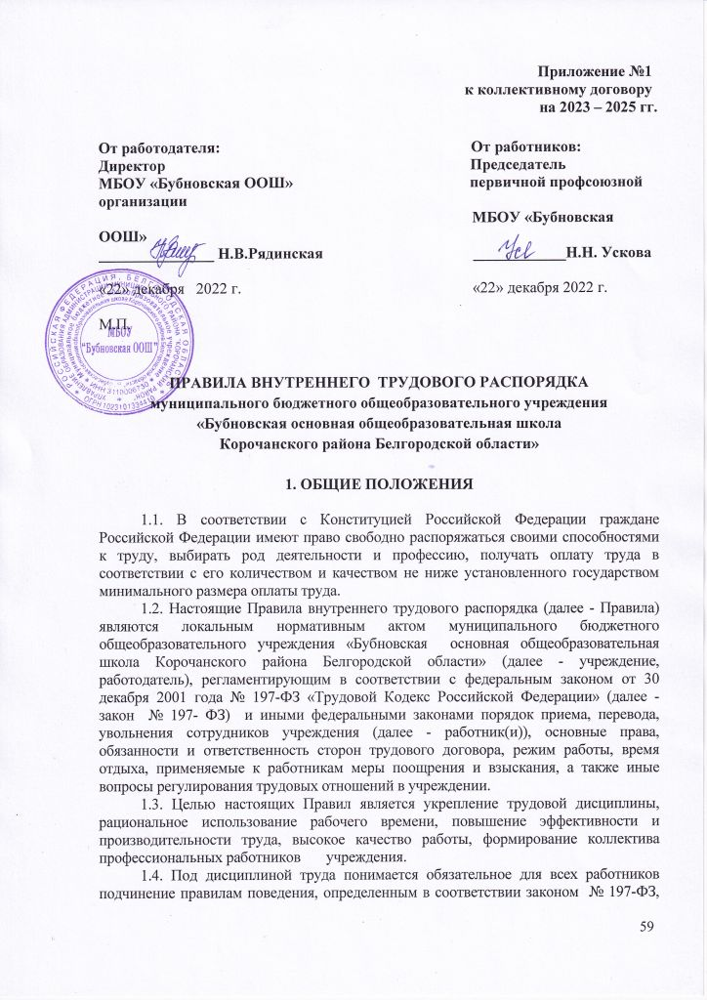 Приложение №1
к коллективному договору
на 2023 – 2025 гг.
От работодателя:
Директор
МБОУ «Бубновская ООШ»
организации
ООШ»
Н.В.Рядинская
«22» декабря 2022 г.
М.П.
От работников:
Председатель
первичной профсоюзной
МБОУ «Бубновская
Н.Н. Ускова
«22» декабря 2022 г.
МБОУ
"Бубновская ООШ"
ПРАВИЛА ВНУТРЕННЕГО ТРУДОВОГО РАСПОРЯДКА
муниципального бюджетного общеобразовательного учреждения
«Бубновская основная общеобразовательная школа
Корочанского района Белгородской области»
1. ОБЩИЕ ПОЛОЖЕНИЯ
1.1. В соответствии с Конституцией Российской Федерации граждане
Российской Федерации имеют право свободно распоряжаться своими способностями
к труду, выбирать род деятельности и профессию, получать оплату труда в
соответствии с его количеством и качеством не ниже установленного государством
минимального размера оплаты труда.
1.2. Настоящие Правила внутреннего трудового распорядка (далее - Правила)
являются локальным нормативным актом муниципального бюджетного
общеобразовательного учреждения «Бубновская основная общеобразовательная
школа Корочанского района Белгородской области» (далее - учреждение,
работодатель), регламентирующим в соответствии с федеральным законом от 30
декабря 2001 года № 197-ФЗ «Трудовой Кодекс Российской Федерации» (далее -
закон № 197- ФЗ) и иными федеральными законами порядок приема, перевода,
увольнения сотрудников учреждения (далее - работник(и)), основные права,
обязанности и ответственность сторон трудового договора, режим работы, время
отдыха, применяемые к работникам меры поощрения и взыскания, а также иные
вопросы регулирования трудовых отношений в учреждении.
1.3. Целью настоящих Правил является укрепление трудовой дисциплины,
рациональное использование рабочего времени, повышение эффективности и
производительности труда, высокое качество работы, формирование коллектива
профессиональных работников учреждения.
1.4. Под дисциплиной труда понимается обязательное для всех работников
подчинение правилам поведения, определенным в соответствии законом № 197-ФЗ,
59